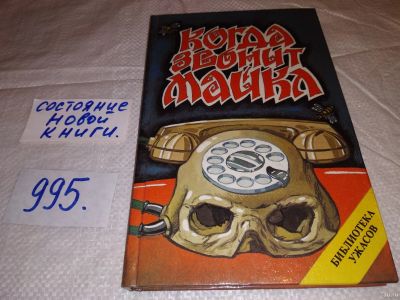 КОГДА
ЗВОНИТ
МАЙКЛ
СОСТОЯНИЕ
НОВОЙ
КНИГИ.
995.
БИБЛИОТЕКА
УЖАСОВ